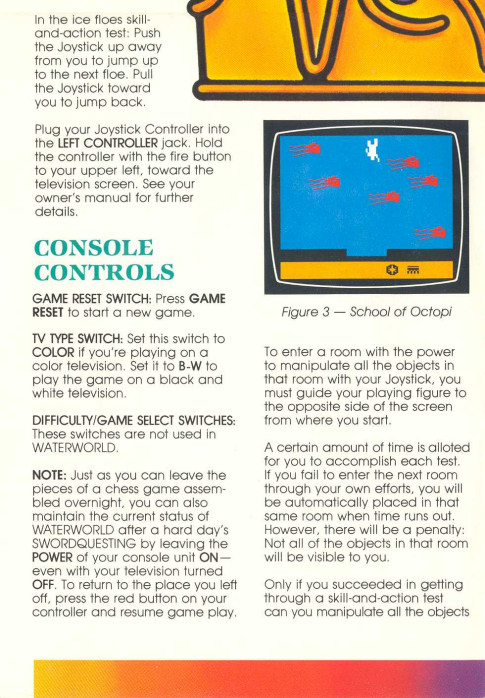 In the ice floes skill-
and-action test: Push
the Joystick up away
from you to jump up
to the next floe. Pull
the Joystick toward
you to jump back.
Plug your Joystick Controller into
the LEFT CONTROLLER jack. Hold
the controller with the fire button
to your upper left, toward the
television screen. See your
owner's manual for further
details.
CONSOLE
CONTROLS
GAME RESET SWITCH: Press GAME
RESET to start a new game.
TV TYPE SWITCH: Set this switch to
COLOR if you're playing on a
color television. Set it to B-W to
play the game on a black and
white television.
DIFFICULTY/GAME SELECT SWITCHES:
These switches are not used in
WATERWORLD.
NOTE: Just as you can leave the
pieces of a chess game assem-
bled overnight, you can also
maintain the current status of
WATERWORLD after a hard day's
SWORDQUESTING by leaving the
POWER of your console unit ON—
even with your television turned
OFF. To return to the place you left
off, press the red button on your
controller and resume game play.
Figure 3 — School of Octopi
To enter a room with the power
to manipulate all the objects in
that room with your Joystick, you
must guide your playing figure to
the opposite side of the screen
from where you start.
A certain amount of time is alloted
for you to accomplish each test.
If you fail to enter the next room
through your own efforts, you will
be automatically placed in that
same room when time runs out.
However, there will be a penalty:
Not all of the objects in that room
will be visible to you.
Only if you succeeded in getting
through a skill-and-action test
can you manipulate all the objects